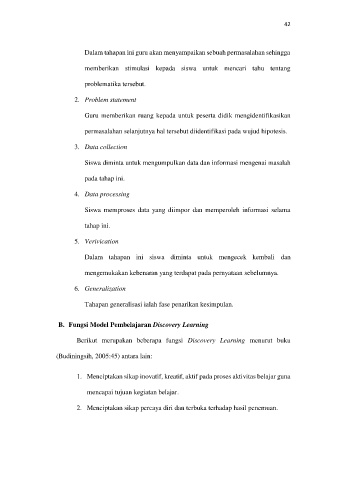 42
Dalam tahapan ini guru akan menyampaikan sebuah permasalahan sehingga
memberikan stimulasi kepada siswa untuk mencari tahu tentang
problematika tersebut.
2. Problem statement
Guru memberikan ruang kepada untuk peserta didik mengidentifikasikan
permasalahan selanjutnya hal tersebut diidentifikasi pada wujud hipotesis.
3. Data collection
Siswa diminta untuk mengumpulkan data dan informasi mengenai masalah
pada tahap ini.
4. Data processing
Siswa memproses data yang diimpor dan memperoleh informasi selama
tahap ini.
5. Verivication
Dalam tahapan ini siswa diminta untuk mengecek kembali dan
mengemukakan kebenaran yang terdapat pada pernyataan sebelumnya.
6. Generalization
Tahapan generalisasi ialah fase penarikan kesimpulan.
B. Fungsi Model Pembelajaran Discovery Learning
Berikut merupakan beberapa fungsi Discovery Learning menurut buku
(Budiningsih, 2005:45) antara lain:
1. Menciptakan sikap inovatif, kreatif, aktif pada proses aktivitas belajar guna
mencapai tujuan kegiatan belajar.
2. Menciptakan sikap percaya diri dan terbuka terhadap hasil penemuan.